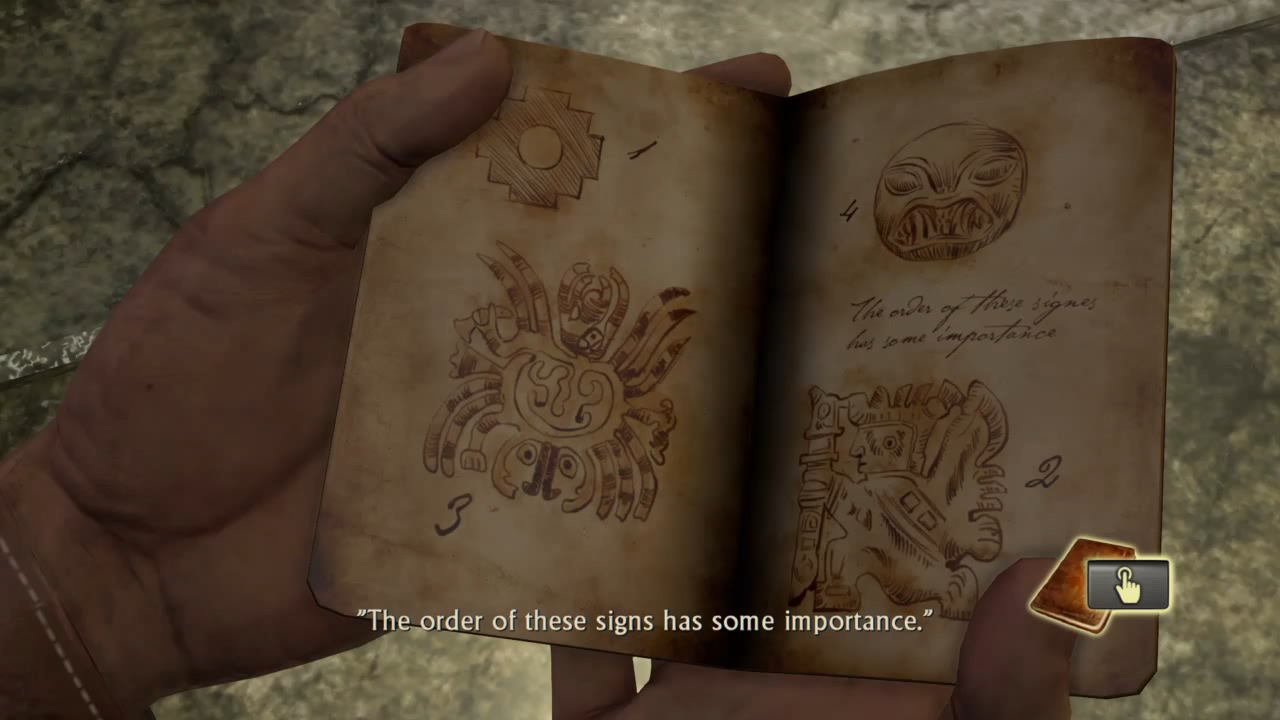 1
3
4
The order of these signes
has some importance
2
"The order of these signs has some importance."